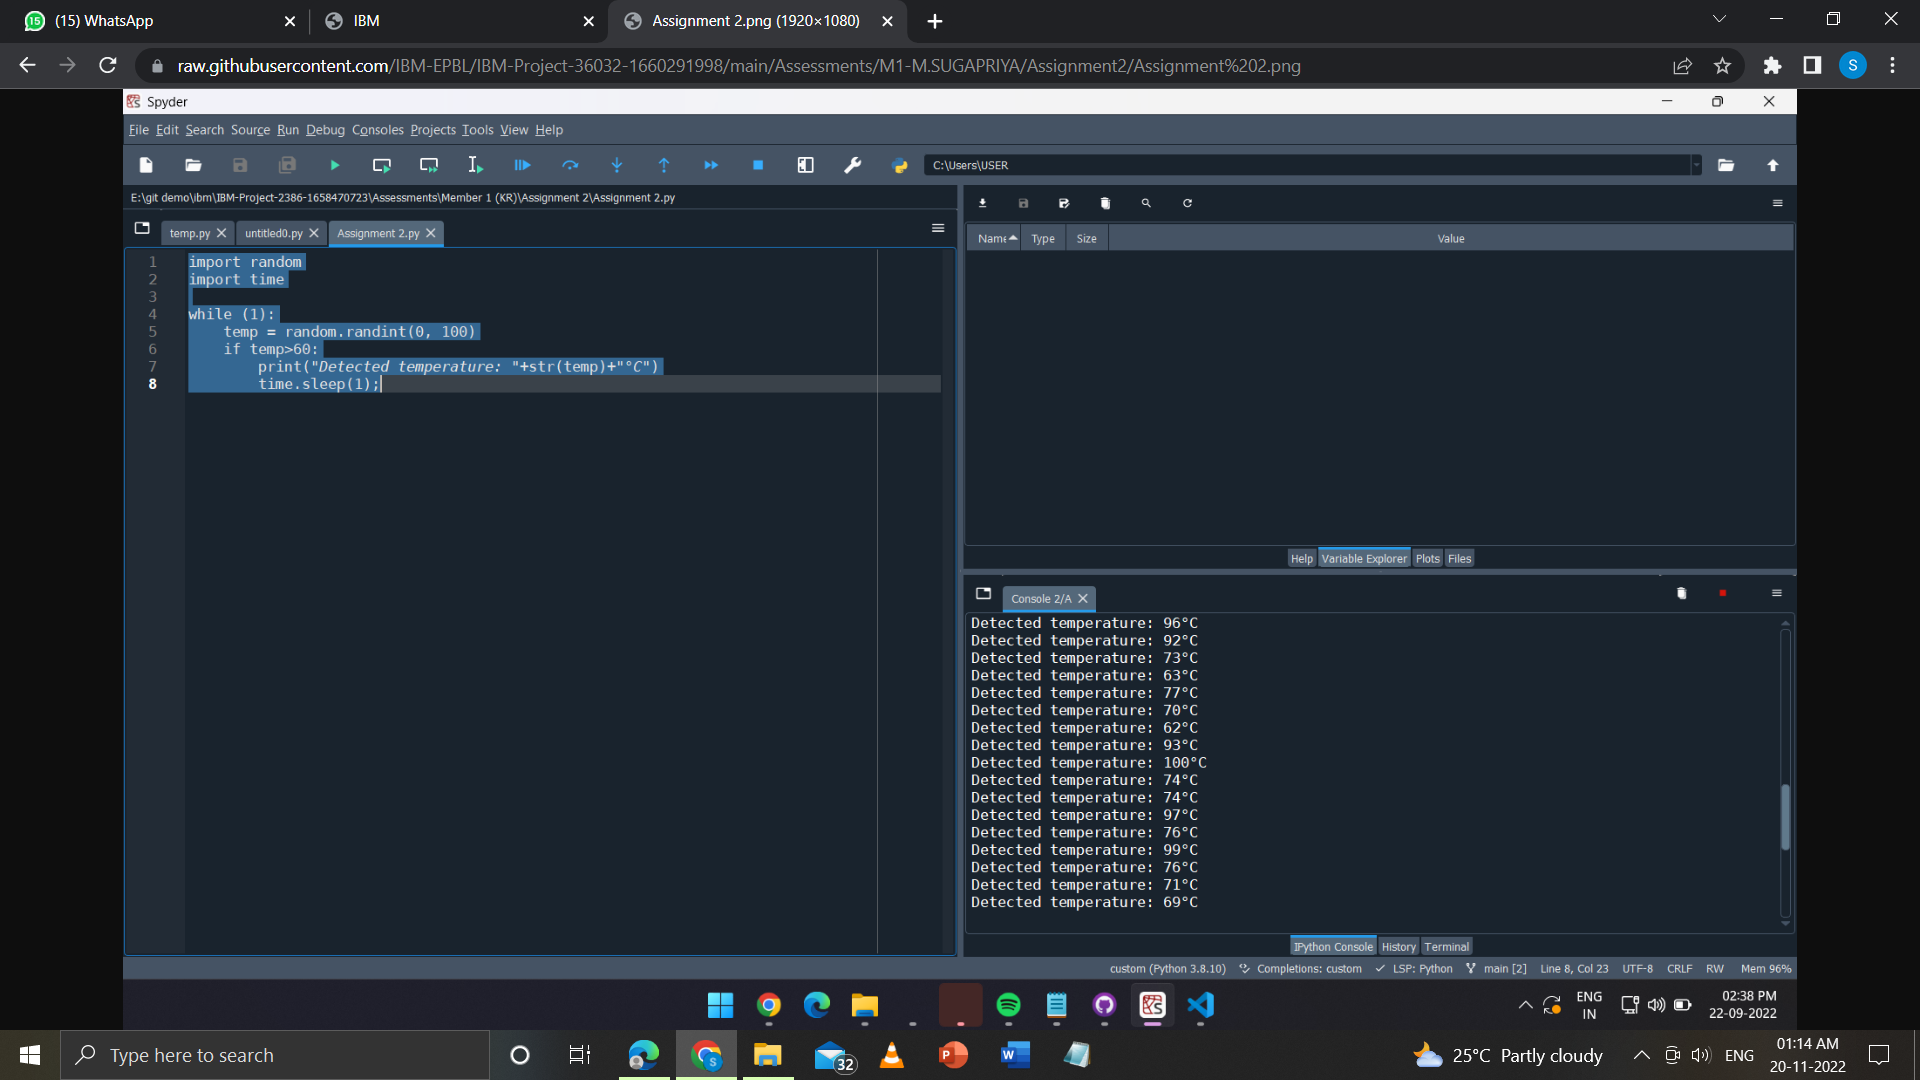 (15) WhatsApp
IBM
Assignment 2.png (1920×1080)
raw.githubusercontent.com/IBM-EPBL/IBM-Project-36032-1660291998/main/Assessments/M1-M.SUGAPRIYA/Assignment2/Assignment%202.png
S
Spyder
File Edit Search Source Run Debug Consoles Projects Tools View Help
C:\Users\USER
E:\git demo\ibm\IBM-Project-2386-1658470723\Assessments\Member 1 (KR)\Assignment 2\Assignment 2.py
temp.py untitled0.py Assignment 2.py
1 import random
2 import time
3
4 while (1):
5 temp = random.randint(0, 100)
6 if temp>60:
7 print("Detected temperature: "+str(temp)+"°C")
8 time.sleep(1);
Name Type Size Value
Help Variable Explorer Plots Files
Console 2/A
Detected temperature: 96°C
Detected temperature: 92°C
Detected temperature: 73°C
Detected temperature: 63°C
Detected temperature: 77°C
Detected temperature: 70°C
Detected temperature: 62°C
Detected temperature: 93°C
Detected temperature: 100°C
Detected temperature: 74°C
Detected temperature: 74°C
Detected temperature: 97°C
Detected temperature: 76°C
Detected temperature: 99°C
Detected temperature: 76°C
Detected temperature: 71°C
Detected temperature: 69°C
IPython Console History Terminal
custom (Python 3.8.10) Completions: custom LSP: Python main [2] Line 8, Col 23 UTF-8 CRLF RW Mem 96%
ENG
IN
02:38 PM
22-09-2022
Type here to search
32
25°C Partly cloudy
ENG
01:14 AM
20-11-2022